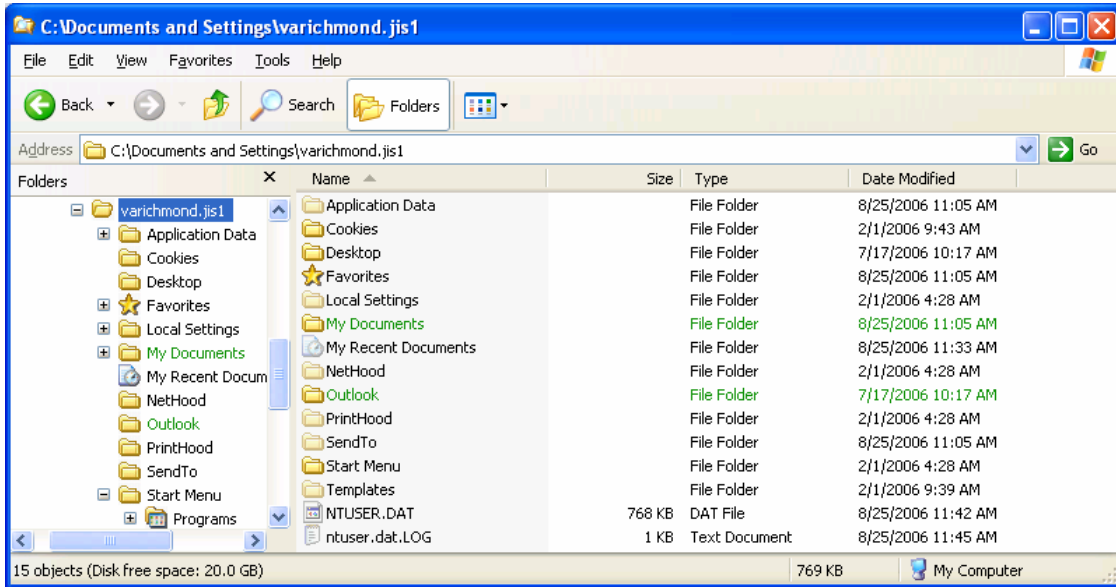 C:\Documents and Settings\varichmond.jis1
File Edit View Favorites Tools Help
Back Search Folders
Address C:\Documents and Settings\varichmond.jis1 Go
Folders x
varichmond.jis1
Application Data
Cookies
Desktop
Favorites
Local Settings
My Documents
My Recent Docum
NetHood
Outlook
PrintHood
SendTo
Start Menu
Programs
Name Size Type Date Modified
Application Data File Folder 8/25/2006 11:05 AM
Cookies File Folder 2/1/2006 9:43 AM
Desktop File Folder 7/17/2006 10:17 AM
Favorites File Folder 8/25/2006 11:05 AM
Local Settings File Folder 2/1/2006 4:28 AM
My Documents File Folder 8/25/2006 11:05 AM
My Recent Documents File Folder 8/25/2006 11:33 AM
NetHood File Folder 2/1/2006 4:28 AM
Outlook File Folder 7/17/2006 10:17 AM
PrintHood File Folder 2/1/2006 4:28 AM
SendTo File Folder 8/25/2006 11:05 AM
Start Menu File Folder 2/1/2006 4:28 AM
Templates File Folder 2/1/2006 9:39 AM
NTUSER.DAT 768 KB DAT File 8/25/2006 11:42 AM
ntuser.dat.LOG 1 KB Text Document 8/25/2006 11:45 AM
15 objects (Disk free space: 20.0 GB) 769 KB My Computer